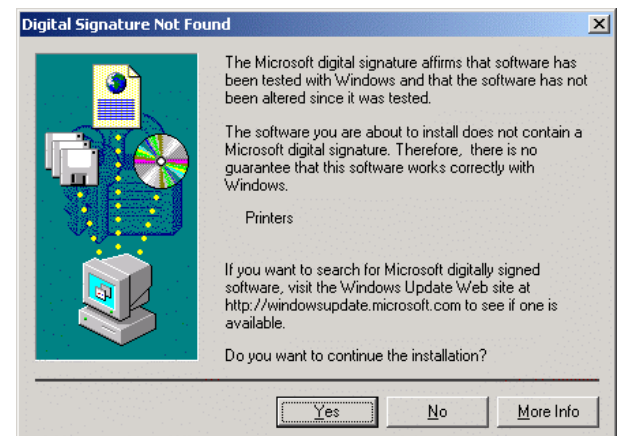 Digital Signature Not Found
The Microsoft digital signature affirms that software has
been tested with Windows and that the software has not
been altered since it was tested.
The software you are about to install does not contain a
Microsoft digital signature. Therefore, there is no
guarantee that this software works correctly with
Windows.
Printers
If you want to search for Microsoft digitally signed
software, visit the Windows Update Web site at
http://windowsupdate.microsoft.com to see if one is
available.
Do you want to continue the installation?
Yes No More Info